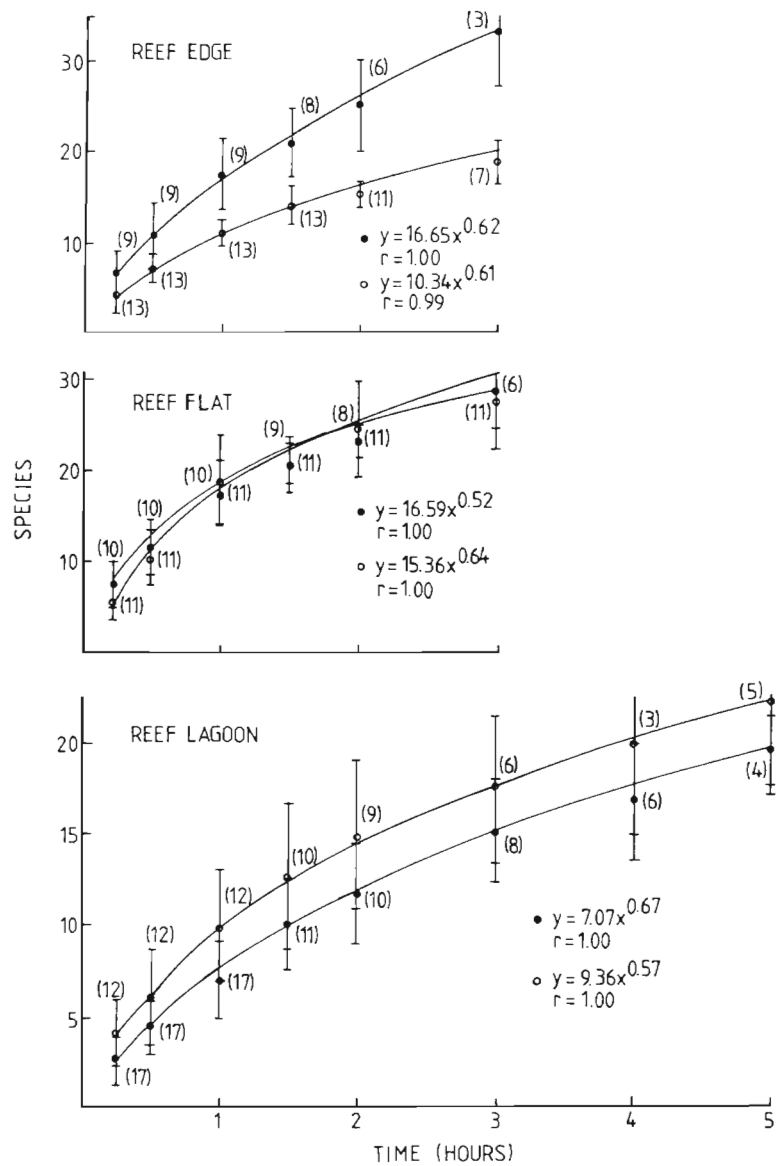 REEF EDGE
30
20
10
(9)
(9)
(9)
(8)
(6)
(3)
(13)
(13)
(13)
(13)
(11)
(7)
● y = 16.65x^0.62
r = 1.00
○ y = 10.34x^0.61
r = 0.99
REEF FLAT
30
20
10
(10)
(10)
(10)
(9)
(8)
(6)
(11)
(11)
(11)
(11)
(11)
(11)
● y = 16.59x^0.52
r = 1.00
○ y = 15.36x^0.64
r = 1.00
SPECIES
REEF LAGOON
20
15
10
5
(12)
(12)
(12)
(10)
(9)
(6)
(3)
(5)
(17)
(17)
(17)
(11)
(10)
(8)
(6)
(4)
● y = 7.07x^0.67
r = 1.00
○ y = 9.36x^0.57
r = 1.00
1 2 3 4 5
TIME (HOURS)